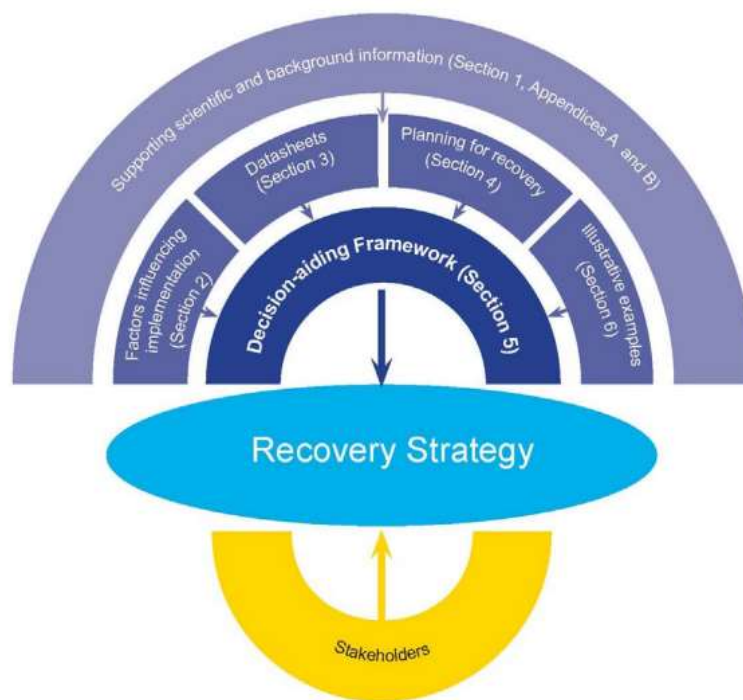 Supporting scientific and background information (Section 1, Appendices A and B)
Datasheets
(Section 3)
Planning for recovery
(Section 4)
Factors influencing
implementation
(Section 2)
Illustrative examples
(Section 6)
Decision-aiding Framework (Section 5)
Recovery Strategy
Stakeholders